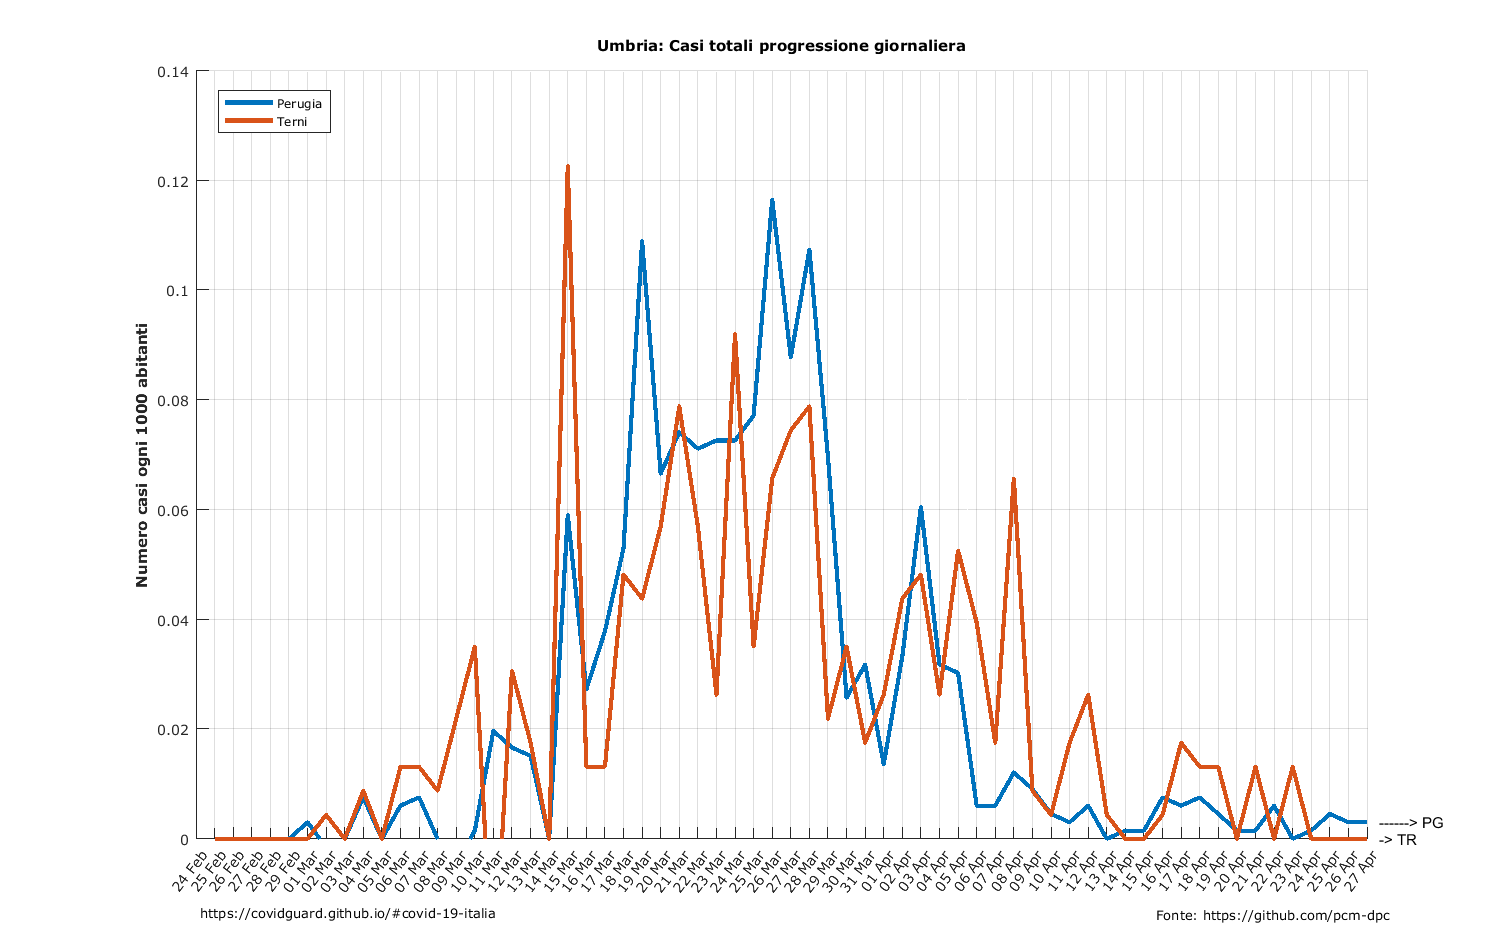 Umbria: Casi totali progressione giornaliera
Perugia
Terni
Numero casi ogni 1000 abitanti
0.14
0.12
0.1
0.08
0.06
0.04
0.02
0
24 Feb
25 Feb
26 Feb
27 Feb
28 Feb
29 Feb
01 Mar
02 Mar
03 Mar
04 Mar
05 Mar
06 Mar
07 Mar
08 Mar
09 Mar
10 Mar
11 Mar
12 Mar
13 Mar
14 Mar
15 Mar
16 Mar
17 Mar
18 Mar
19 Mar
20 Mar
21 Mar
22 Mar
23 Mar
24 Mar
25 Mar
26 Mar
27 Mar
28 Mar
29 Mar
30 Mar
31 Mar
01 Apr
02 Apr
03 Apr
04 Apr
05 Apr
06 Apr
07 Apr
08 Apr
09 Apr
10 Apr
11 Apr
12 Apr
13 Apr
14 Apr
15 Apr
16 Apr
17 Apr
18 Apr
19 Apr
20 Apr
21 Apr
22 Apr
23 Apr
24 Apr
25 Apr
26 Apr
27 Apr
------> PG
-> TR
https://covidguard.github.io/#covid-19-italia
Fonte: https://github.com/pcm-dpc